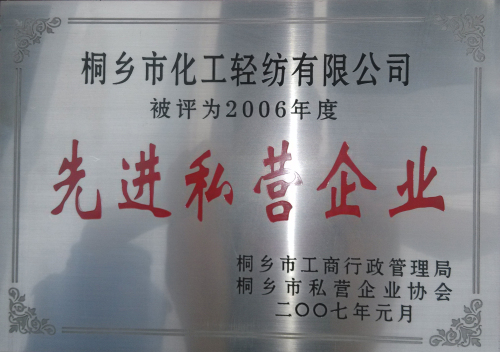 桐乡市化工轻纺有限公司
被评为2006年度
先进私营企业
桐乡市工商行政管理局
桐乡市私营企业协会
二〇〇七年元月